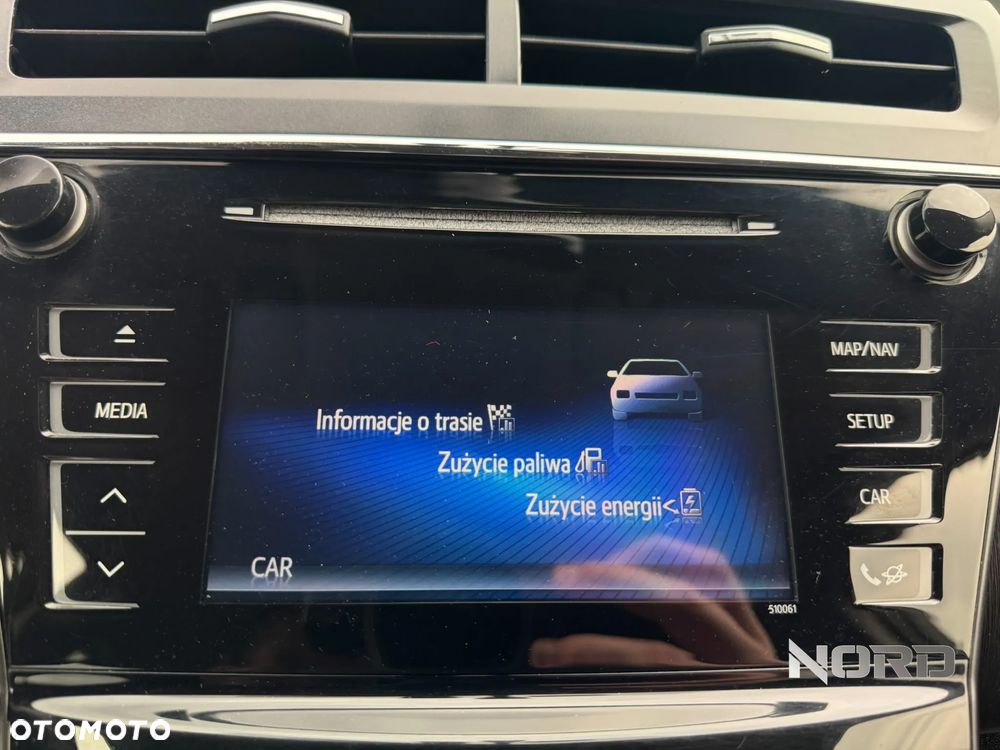 MAP/NAV
MEDIA
SETUP
Informacje o trasie
Zużycie paliwa
Zużycie energii
CAR
CAR
510061
NORD
OTOMOTO